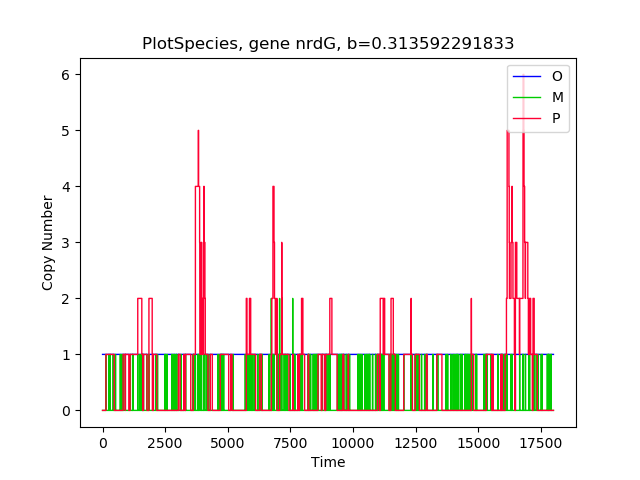 PlotSpecies, gene nrdG, b=0.313592291833
O
M
P
Copy Number
6
5
4
3
2
1
0
0 2500 5000 7500 10000 12500 15000 17500
Time